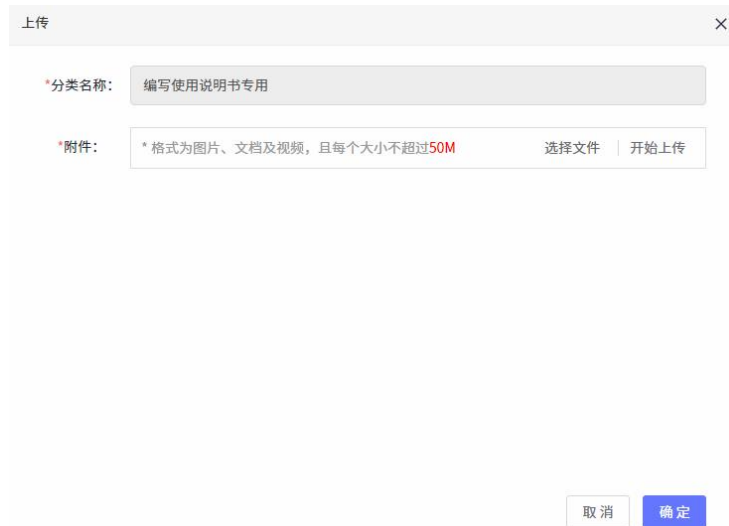 上传
*分类名称： 编写使用说明书专用
*附件： * 格式为图片、文档及视频，且每个大小不超过50M 选择文件 开始上传
取消 确定